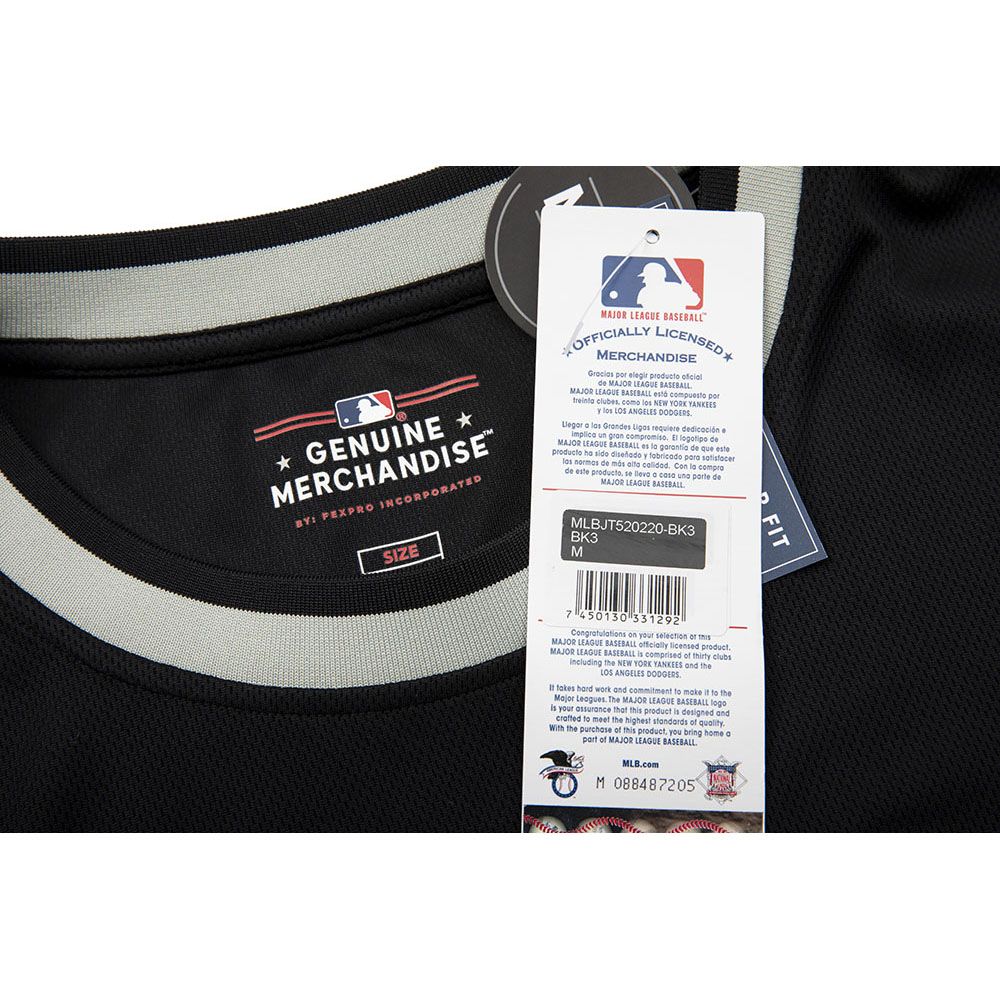 GENUINE
MERCHANDISE™
BY: FEXPRO INCORPORATED
SIZE
MAJOR LEAGUE BASEBALL™
OFFICIALLY LICENSED
MERCHANDISE
Gracias por elegir producto oficial
de MAJOR LEAGUE BASEBALL.
MAJOR LEAGUE BASEBALL está compuesto por
treinta clubes, como los NEW YORK YANKEES
y los LOS ANGELES DODGERS.
Llegar a las Grandes Ligas requiere dedicación e
implica un gran compromiso. El logotipo de
MAJOR LEAGUE BASEBALL es la garantía de que este
producto ha sido diseñado y fabricado para satisfacer
las normas de más alta calidad. Con la compra
de este producto, se lleva a casa una parte de
MAJOR LEAGUE BASEBALL.
MLBJT520220-BK3
BK3
M
7 450130 331292
Congratulations on your selection of this
MAJOR LEAGUE BASEBALL officially licensed product.
MAJOR LEAGUE BASEBALL is comprised of thirty clubs
including the NEW YORK YANKEES and the
LOS ANGELES DODGERS.
It takes hard work and commitment to make it to the
Major Leagues. The MAJOR LEAGUE BASEBALL logo
is your assurance that this product is designed and
crafted to meet the highest standards of quality.
With the purchase of this product, you bring home a
part of MAJOR LEAGUE BASEBALL.
MLB.com
AMERICAN LEAGUE
M 088487205
NATIONAL
FIT